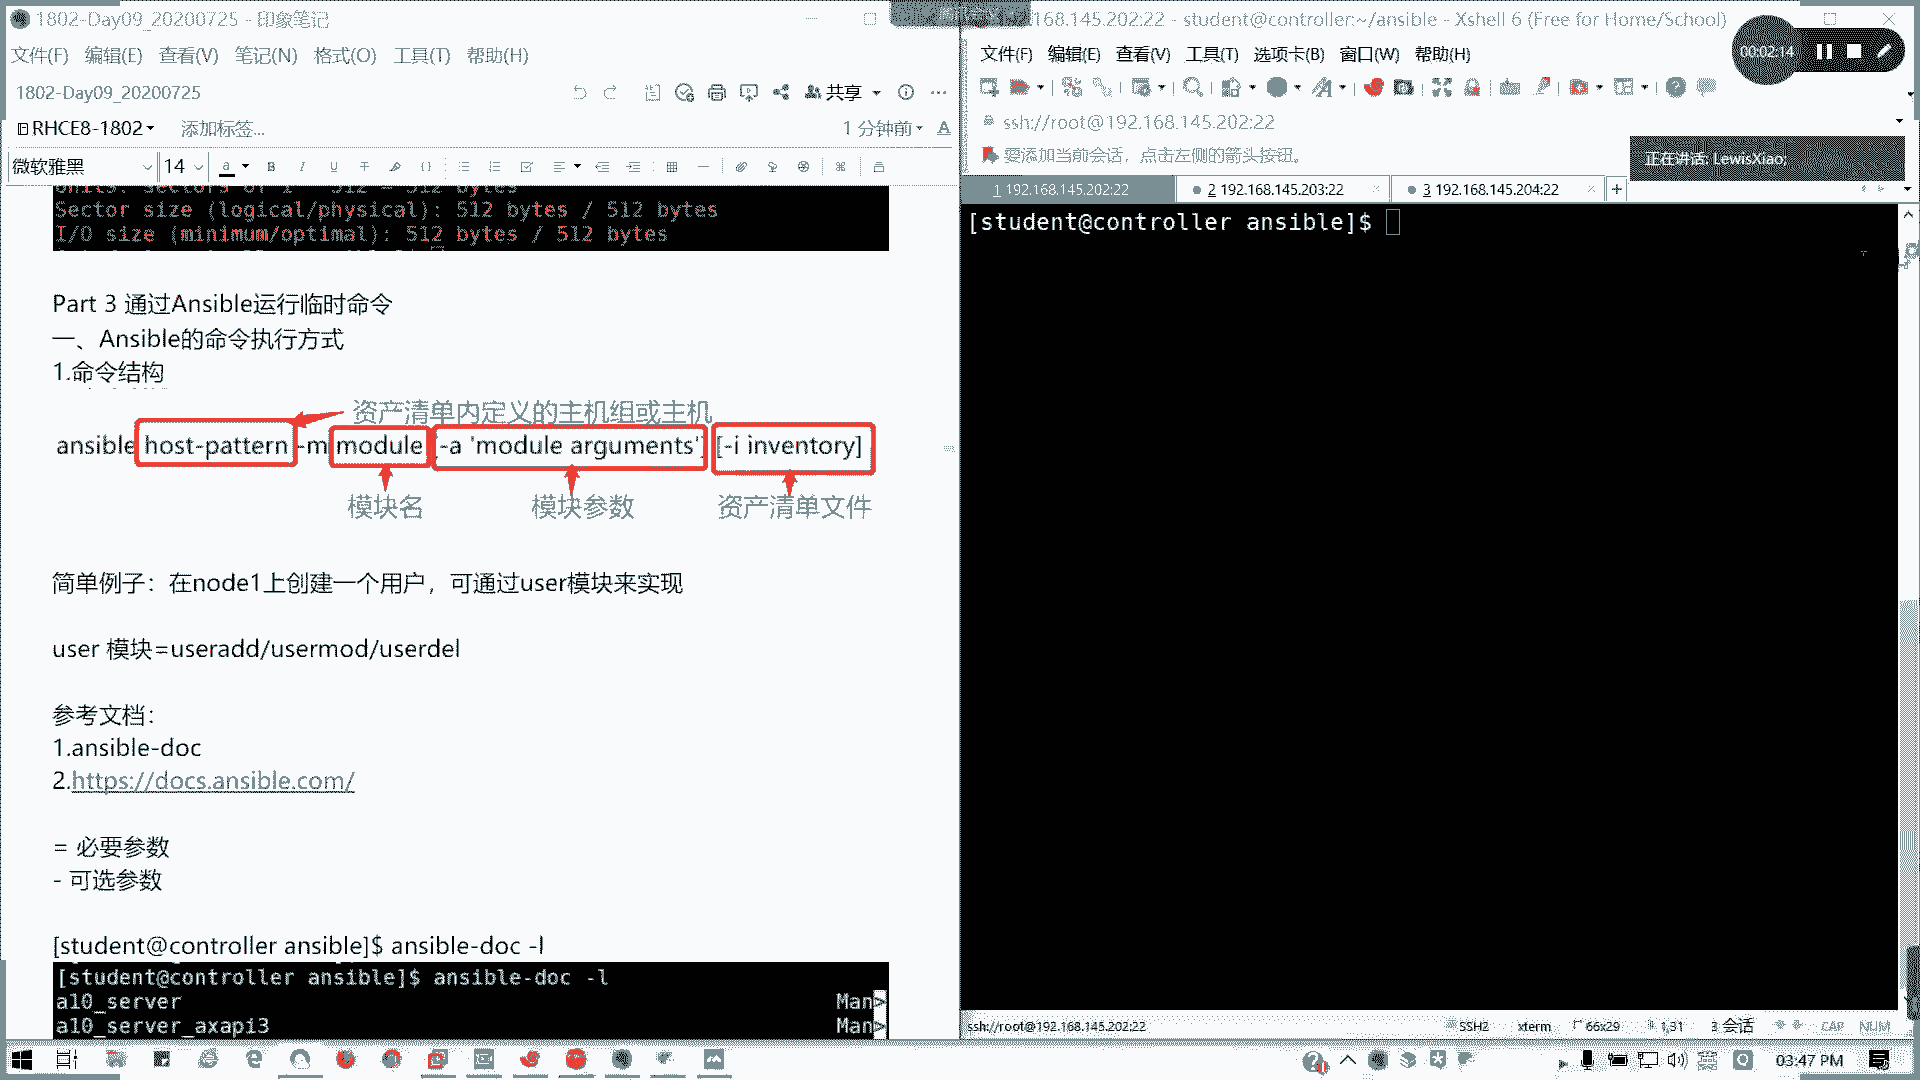 1802-Day09_20200725 - 印象笔记
文件(F) 编辑(E) 查看(V) 笔记(N) 格式(O) 工具(T) 帮助(H)
1802-Day09_20200725
共享
RHCE8-1802
添加标签...
1 分钟前
微软雅黑
14
Sector size (logical/physical): 512 bytes / 512 bytes
I/O size (minimum/optimal): 512 bytes / 512 bytes
Part 3 通过Ansible运行临时命令
一、Ansible的命令执行方式
1.命令结构
资产清单内定义的主机组或主机
ansible host-pattern -m module [-a 'module arguments'] [-i inventory]
模块名 模块参数 资产清单文件
简单例子：在node1上创建一个用户，可通过user模块来实现
user 模块=useradd/usermod/userdel
参考文档：
1.ansible-doc
2.https://docs.ansible.com/
= 必要参数
- 可选参数
[student@controller ansible]$ ansible-doc -l
[student@controller ansible]$ ansible-doc -l
a10_server Man>
a10_server_axapi3 Man>
168.145.202:22 - student@controller:~/ansible - Xshell 6 (Free for Home/School)
文件(F) 编辑(E) 查看(V) 工具(T) 选项卡(B) 窗口(W) 帮助(H)
00:02:14
ssh://root@192.168.145.202:22
要添加当前会话，点击左侧的箭头按钮。
正在讲话: LewisXiao;
1 192.168.145.202:22
2 192.168.145.203:22
3 192.168.145.204:22
[student@controller ansible]$
ssh://root@192.168.145.202:22
SSH2
xterm
66x29
1,31
3 会话
CAP NUM
03:47 PM